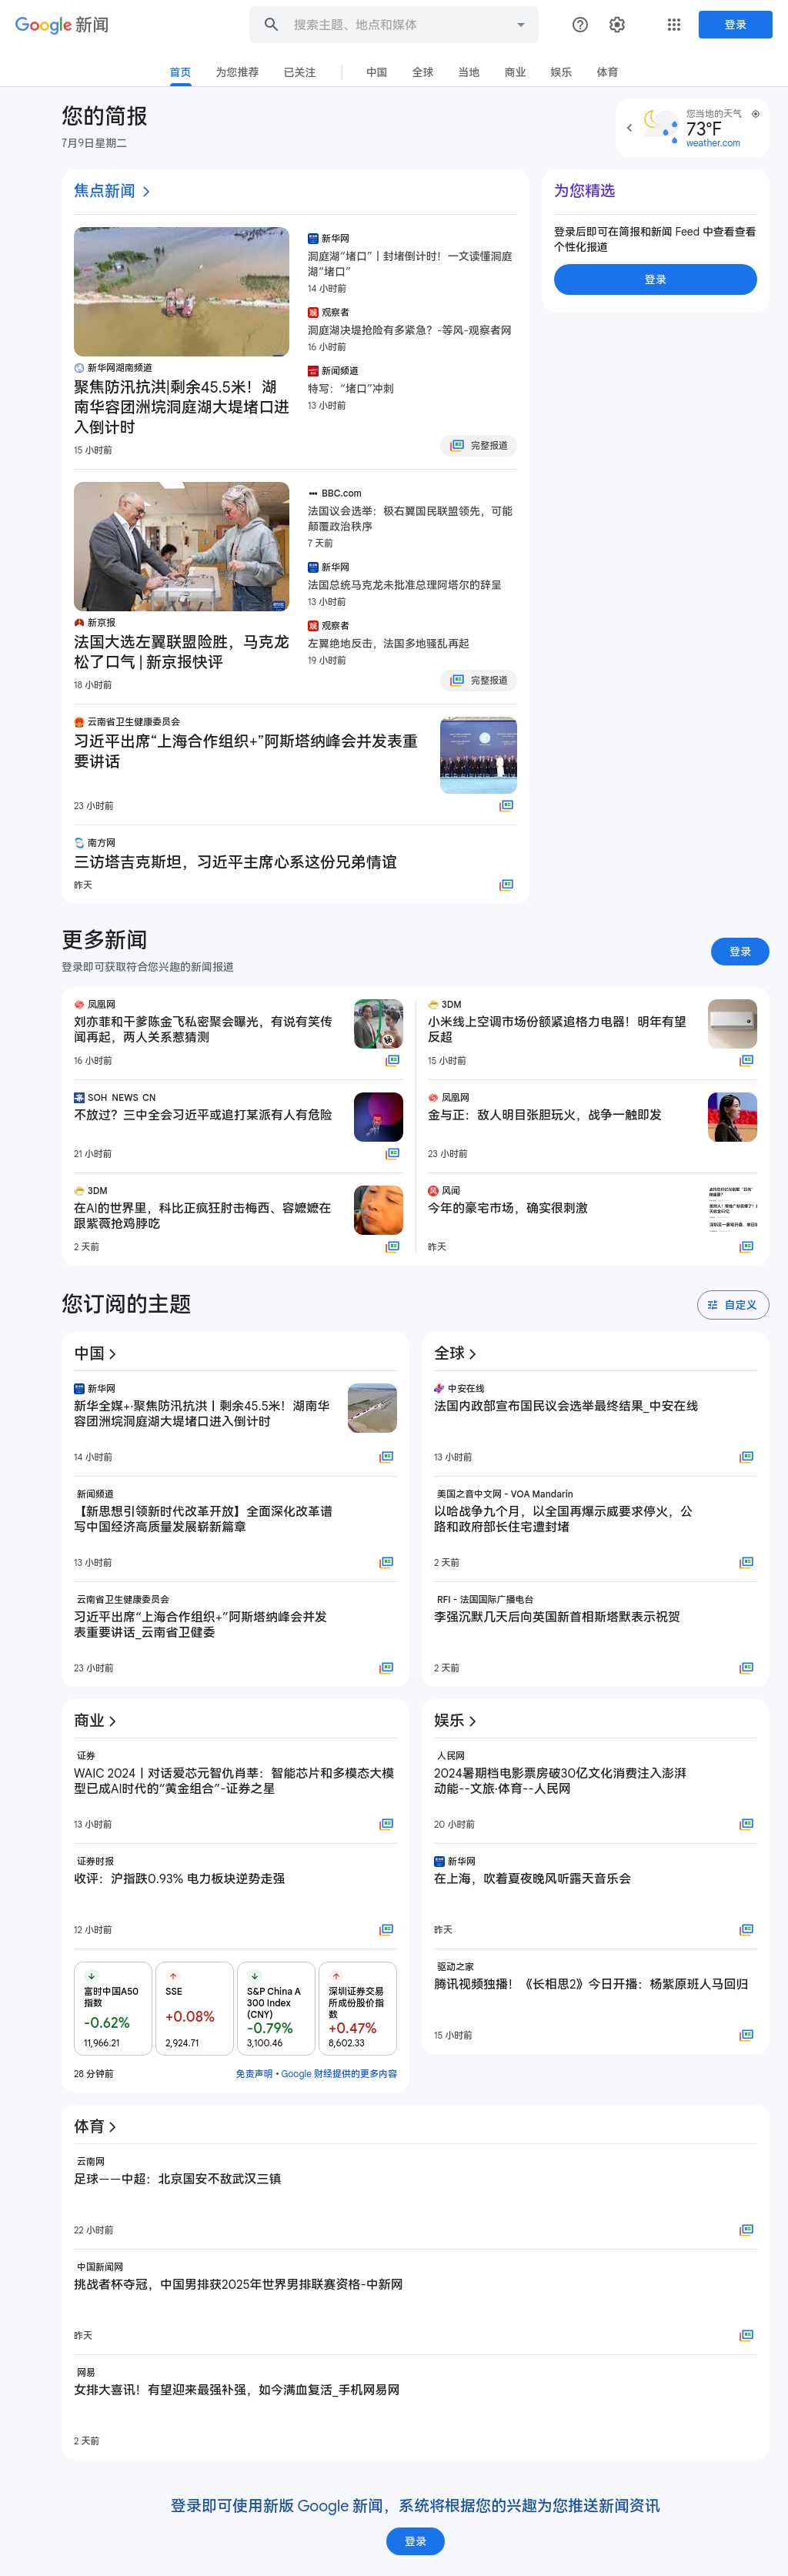 Google 新闻
搜索主题、地点和媒体
登录
首页
为您推荐
已关注
中国
全球
当地
商业
娱乐
体育
您的简报
7月9日星期二
您当地的天气
73°F
weather.com
焦点新闻
新华网湖南频道
聚焦防汛抗洪|剩余45.5米！湖
南华容团洲垸洞庭湖大堤堵口进
入倒计时
15 小时前
新华网
洞庭湖“堵口”丨封堵倒计时！一文读懂洞庭
湖“堵口”
14 小时前
观察者
洞庭湖决堤抢险有多紧急？-等风-观察者网
16 小时前
新闻频道
特写：“堵口”冲刺
13 小时前
完整报道
新京报
法国大选左翼联盟险胜，马克龙
松了口气 | 新京报快评
18 小时前
BBC.com
法国议会选举：极右翼国民联盟领先，可能
颠覆政治秩序
7 天前
新华网
法国总统马克龙未批准总理阿塔尔的辞呈
13 小时前
观察者
左翼绝地反击，法国多地骚乱再起
19 小时前
完整报道
云南省卫生健康委员会
习近平出席“上海合作组织+”阿斯塔纳峰会并发表重
要讲话
23 小时前
南方网
三访塔吉克斯坦，习近平主席心系这份兄弟情谊
昨天
为您精选
登录后即可在简报和新闻 Feed 中查看查看
个性化报道
登录
更多新闻
登录即可获取符合您兴趣的新闻报道
登录
凤凰网
刘亦菲和干爹陈金飞私密聚会曝光，有说有笑传
闻再起，两人关系惹猜测
16 小时前
3DM
小米线上空调市场份额紧追格力电器！明年有望
反超
15 小时前
SOH_NEWS_CN
不放过？三中全会习近平或追打某派有人有危险
21 小时前
凤凰网
金与正：敌人明目张胆玩火，战争一触即发
23 小时前
3DM
在AI的世界里，科比正疯狂肘击梅西、容嬷嬷在
跟紫薇抢鸡脖吃
2 天前
风闻
今年的豪宅市场，确实很刺激
昨天
您订阅的主题
自定义
中国
新华网
新华全媒+·聚焦防汛抗洪丨剩余45.5米！湖南华
容团洲垸洞庭湖大堤堵口进入倒计时
14 小时前
新闻频道
【新思想引领新时代改革开放】全面深化改革谱
写中国经济高质量发展崭新篇章
13 小时前
云南省卫生健康委员会
习近平出席“上海合作组织+”阿斯塔纳峰会并发
表重要讲话_云南省卫健委
23 小时前
全球
中安在线
法国内政部宣布国民议会选举最终结果_中安在线
13 小时前
美国之音中文网 - VOA Mandarin
以哈战争九个月，以全国再爆示威要求停火，公
路和政府部长住宅遭封堵
2 天前
RFI - 法国国际广播电台
李强沉默几天后向英国新首相斯塔默表示祝贺
2 天前
商业
证券
WAIC 2024丨对话爱芯元智仇肖莘：智能芯片和多模态大模
型已成AI时代的“黄金组合”-证券之星
13 小时前
证券时报
收评：沪指跌0.93% 电力板块逆势走强
12 小时前
富时中国A50
指数
-0.62%
11,966.21
SSE
+0.08%
2,924.71
S&P China A
300 Index
(CNY)
-0.79%
3,100.46
深圳证券交易
所成份股价指
数
+0.47%
8,602.33
28 分钟前
免责声明 • Google 财经提供的更多内容
娱乐
人民网
2024暑期档电影票房破30亿文化消费注入澎湃
动能--文旅·体育--人民网
20 小时前
新华网
在上海，吹着夏夜晚风听露天音乐会
昨天
驱动之家
腾讯视频独播！《长相思2》今日开播：杨紫原班人马回归
15 小时前
体育
云南网
足球——中超：北京国安不敌武汉三镇
22 小时前
中国新闻网
挑战者杯夺冠，中国男排获2025年世界男排联赛资格-中新网
昨天
网易
女排大喜讯！有望迎来最强补强，如今满血复活_手机网易网
2 天前
登录即可使用新版 Google 新闻，系统将根据您的兴趣为您推送新闻资讯
登录